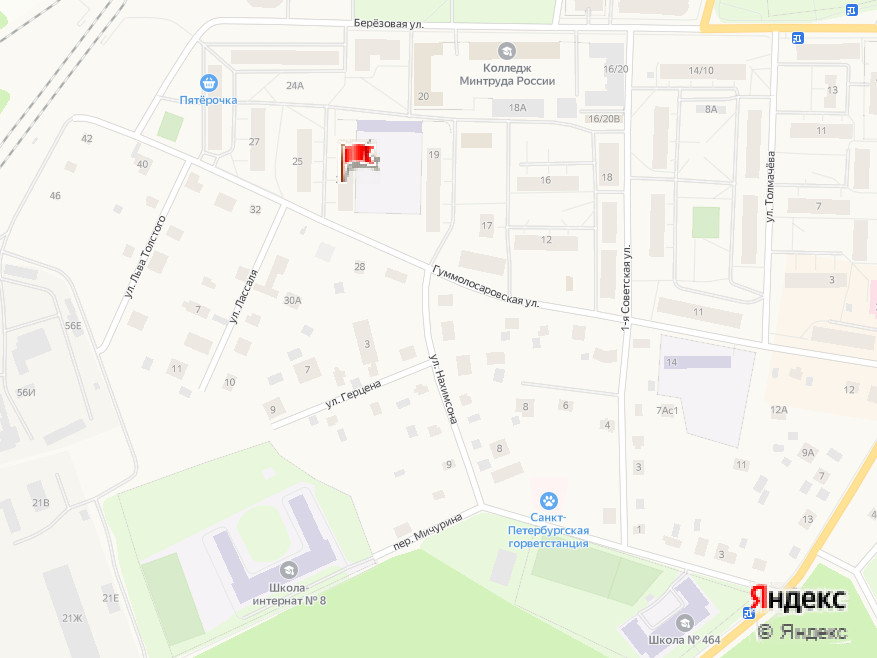 Берёзовая ул.
Колледж
Минтруда России
14/10
16/20
13
24А
20
18А
8А
Пятёрочка
16/20В
11
42
27
25
19
40
18
16
ул. Толмачёва
46
7
32
17
ул. Льва Толстого
12
28
Гуммолосаровская ул.
1-я Советская ул.
3
ул. Лассаля
30А
7
11
56Е
3
14
11
7
10
ул. Нахимсона
56И
ул. Герцена
12
9
8
6
7Ас1
12А
4
8
9А
9
3
11
7
21В
Санкт-
Петербургская
горветстанция
13
4
пер. Мичурина
1
3
Школа-
интернат № 8
21Е
21Ж
Школа № 464
Яндекс
© Яндекс